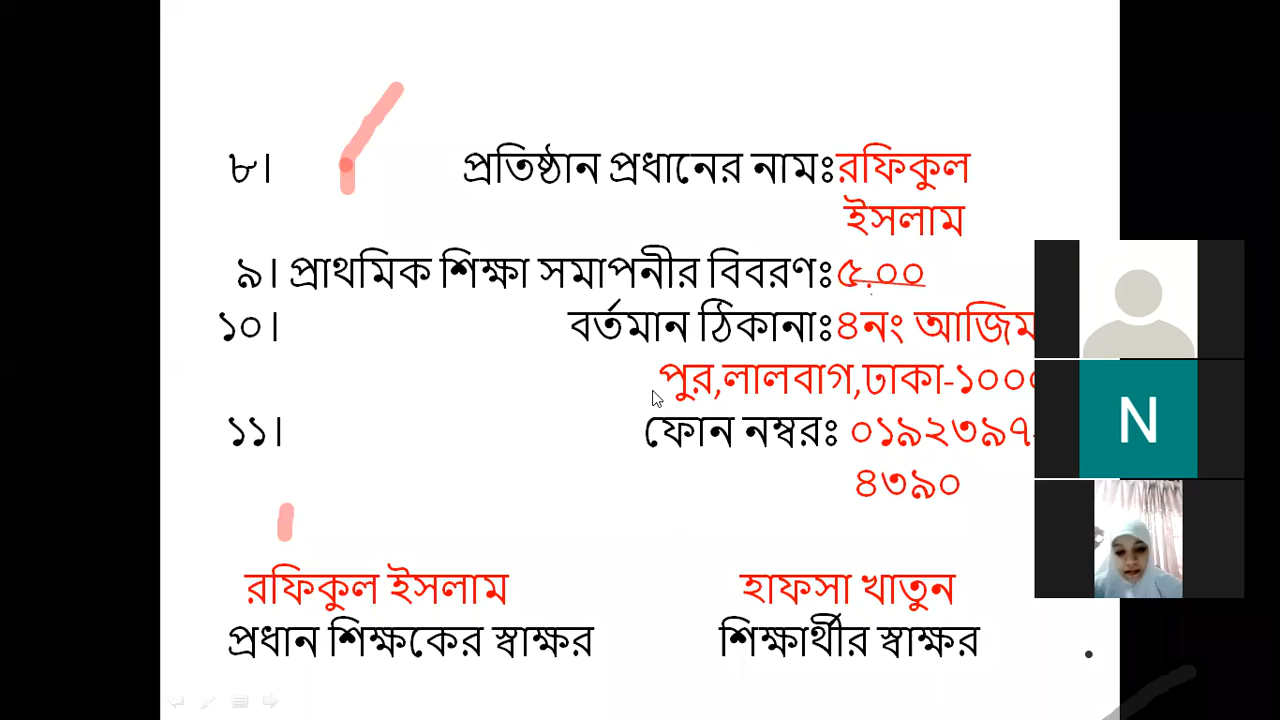 ৮। প্রতিষ্ঠান প্রধানের নামঃরফিকুল
ইসলাম
৯। প্রাথমিক শিক্ষা সমাপনীর বিবরণঃ৫.০০
১০। বর্তমান ঠিকানাঃ৪নং আজিম
পুর,লালবাগ,ঢাকা-১০০০
১১। ফোন নম্বরঃ ০১৯২৩৯৭
৪৩৯০
রফিকুল ইসলাম হাফসা খাতুন
প্রধান শিক্ষকের স্বাক্ষর শিক্ষার্থীর স্বাক্ষর
N